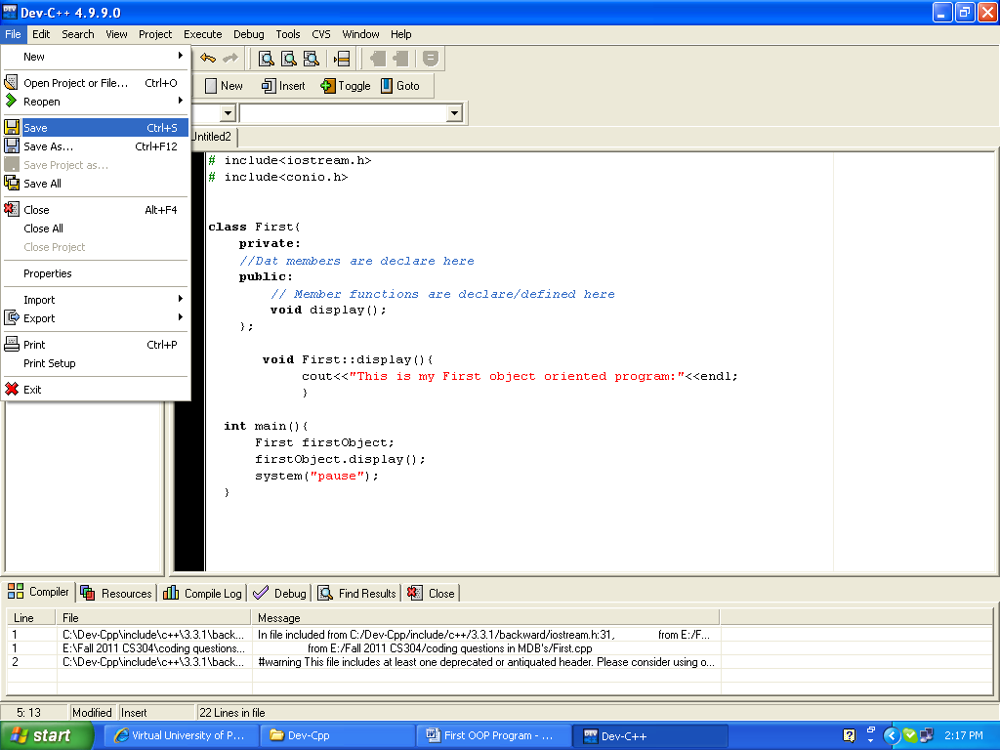 Dev-C++ 4.9.9.0
File Edit Search View Project Execute Debug Tools CVS Window Help
New
Open Project or File... Ctrl+O
Reopen
Save Ctrl+S
Save As... Ctrl+F12
Save Project as...
Save All
Close Alt+F4
Close All
Close Project
Properties
Import
Export
Print Ctrl+P
Print Setup
Exit
New Insert Toggle Goto
Untitled2
# include<iostream.h>
# include<conio.h>
class First{
private:
//Dat members are declare here
public:
// Member functions are declare/defined here
void display();
};
void First::display(){
cout<<"This is my First object oriented program:"<<endl;
}
int main(){
First firstObject;
firstObject.display();
system("pause");
}
Compiler Resources Compile Log Debug Find Results Close
Line File Message
1 C:\Dev-Cpp\include\c++\3.3.1\back... In file included from C:/Dev-Cpp/include/c++/3.3.1/backward/iostream.h:31, from E:/F...
1 E:\Fall 2011 CS304\coding questions... from E:/Fall 2011 CS304/coding questions in MDB's/First.cpp
2 C:\Dev-Cpp\include\c++\3.3.1\back... #warning This file includes at least one deprecated or antiquated header. Please consider using o...
5: 13 Modified Insert 22 Lines in file
start Virtual University of P... Dev-Cpp First OOP Program - ... Dev-C++ 2:17 PM